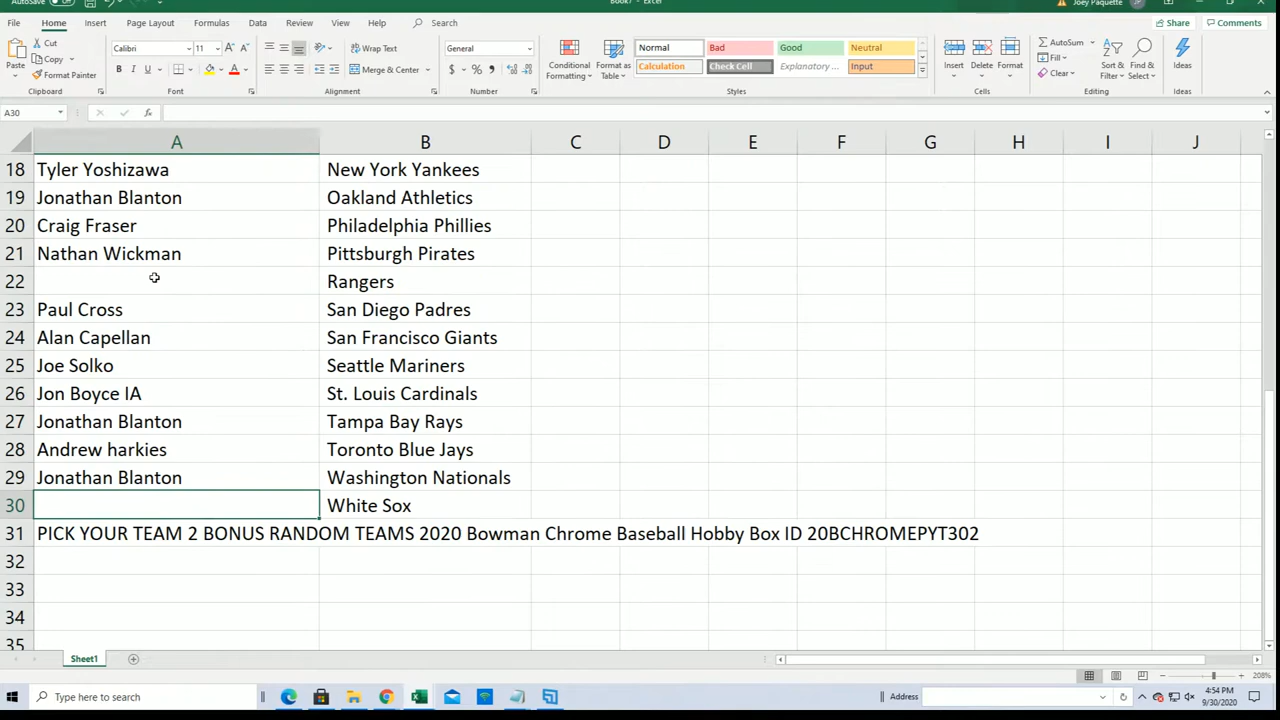 AutoSave Off Book7 - Excel Joey Paquette JP
File Home Insert Page Layout Formulas Data Review View Help Search Share Comments
Paste Cut Copy Format Painter Clipboard
Calibri 11 B I U Font
Wrap Text Merge & Center Alignment
General $ % Number
Conditional Formatting Format as Table
Normal Bad Good Neutral
Calculation Check Cell Explanatory ... Input
Styles
Insert Delete Format Cells
AutoSum Fill Clear Sort & Filter Find & Select Editing
Ideas Ideas
A30 fx
A B C D E F G H I J
18 Tyler Yoshizawa New York Yankees
19 Jonathan Blanton Oakland Athletics
20 Craig Fraser Philadelphia Phillies
21 Nathan Wickman Pittsburgh Pirates
22 Rangers
23 Paul Cross San Diego Padres
24 Alan Capellan San Francisco Giants
25 Joe Solko Seattle Mariners
26 Jon Boyce IA St. Louis Cardinals
27 Jonathan Blanton Tampa Bay Rays
28 Andrew harkies Toronto Blue Jays
29 Jonathan Blanton Washington Nationals
30 White Sox
31 PICK YOUR TEAM 2 BONUS RANDOM TEAMS 2020 Bowman Chrome Baseball Hobby Box ID 20BCHROMEPYT302
32
33
34
35
Sheet1
208%
Type here to search Address 4:54 PM
9/30/2020